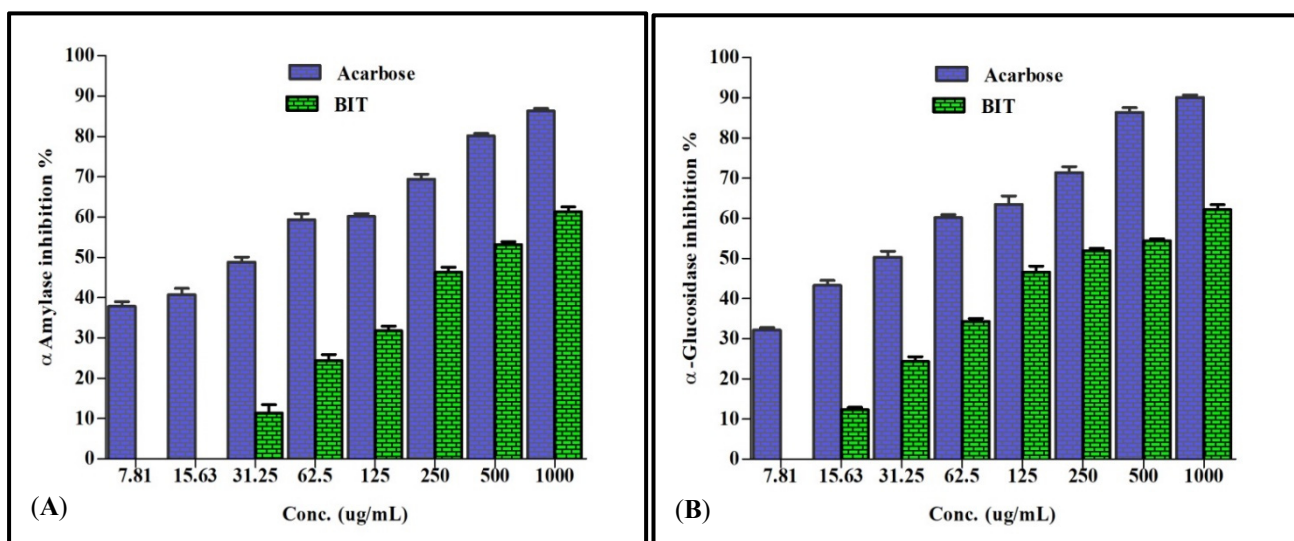 100
90
80
70
60
50
40
30
20
10
0
α Amylase inhibition %
Acarbose
BIT
7.81 15.63 31.25 62.5 125 250 500 1000
Conc. (ug/mL)
(A)
100
90
80
70
60
50
40
30
20
10
0
α -Glucosidase inhibition %
Acarbose
BIT
7.81 15.63 31.25 62.5 125 250 500 1000
Conc. (ug/mL)
(B)